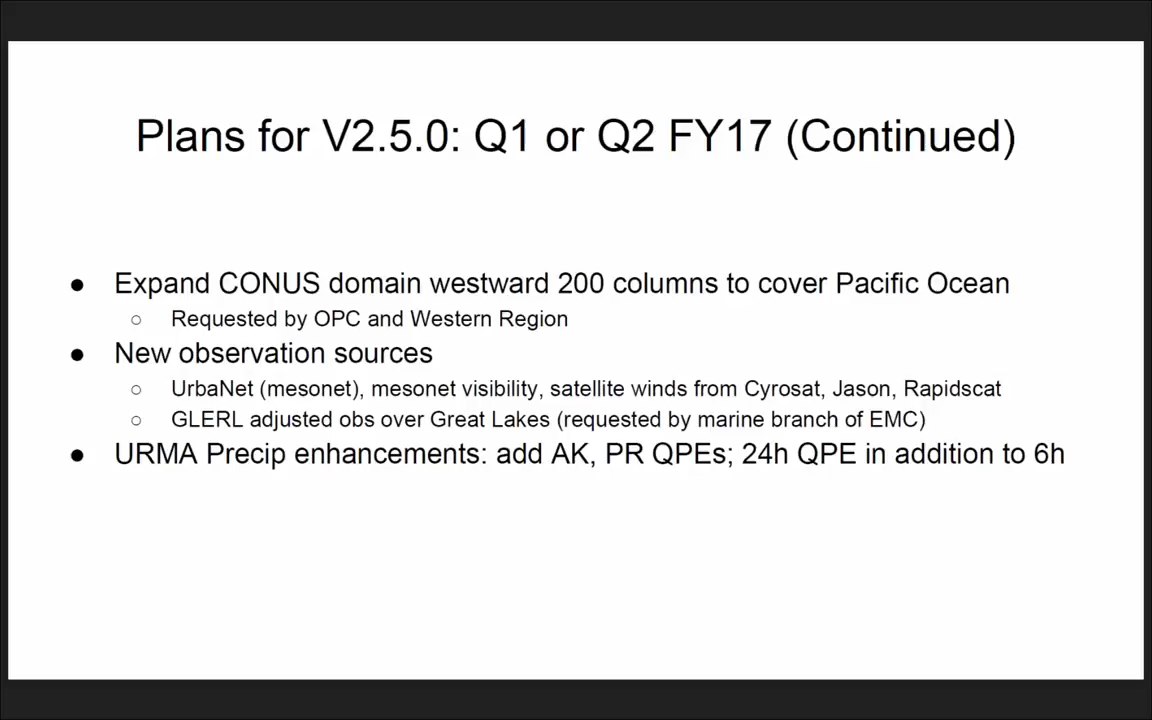 Plans for V2.5.0: Q1 or Q2 FY17 (Continued)
● Expand CONUS domain westward 200 columns to cover Pacific Ocean
○ Requested by OPC and Western Region
● New observation sources
○ UrbaNet (mesonet), mesonet visibility, satellite winds from Cyrosat, Jason, Rapidscat
○ GLERL adjusted obs over Great Lakes (requested by marine branch of EMC)
● URMA Precip enhancements: add AK, PR QPEs; 24h QPE in addition to 6h